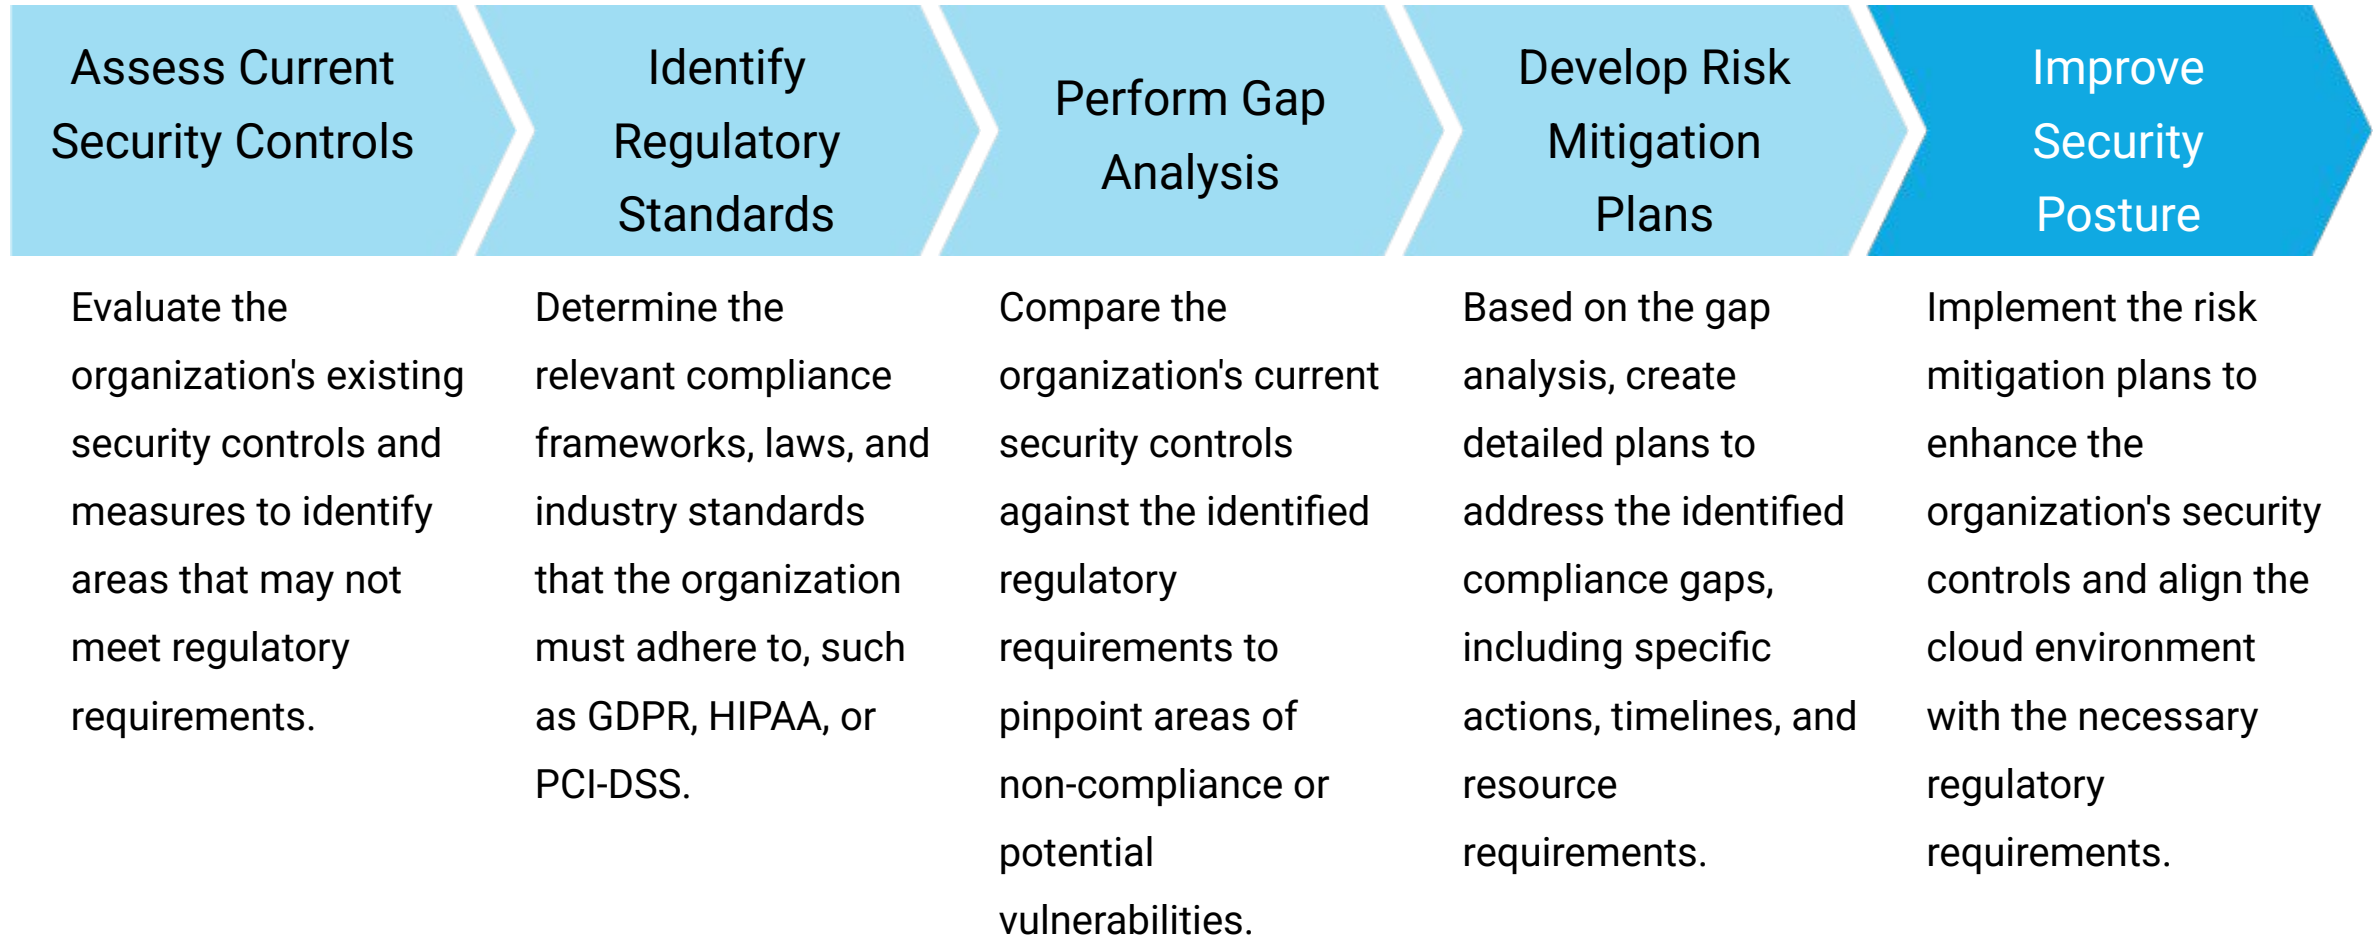 Assess Current
Security Controls
Identify
Regulatory
Standards
Perform Gap
Analysis
Develop Risk
Mitigation
Plans
Improve
Security
Posture
Evaluate the
organization's existing
security controls and
measures to identify
areas that may not
meet regulatory
requirements.
Determine the
relevant compliance
frameworks, laws, and
industry standards
that the organization
must adhere to, such
as GDPR, HIPAA, or
PCI-DSS.
Compare the
organization's current
security controls
against the identified
regulatory
requirements to
pinpoint areas of
non-compliance or
potential
vulnerabilities.
Based on the gap
analysis, create
detailed plans to
address the identified
compliance gaps,
including specific
actions, timelines, and
resource
requirements.
Implement the risk
mitigation plans to
enhance the
organization's security
controls and align the
cloud environment
with the necessary
regulatory
requirements.